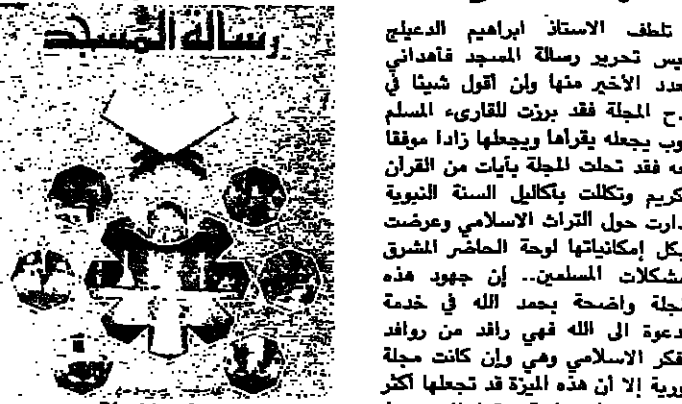 رسالة المسجد
تلطف الاستاذ ابراهيم الدعيلج
يس تحرير رسالة المسجد فأهداني
عدد الأخير منها ولن أقول شيئا في
ح المجلة فقد برزت للقارىء المسلم
وب يجعله يقرأها ويجعلها زادا موفقا
عه فقد تحلت المجلة بآيات من القرآن
كريم وتكللت بأكاليل السنة النبوية
دارت حول التراث الاسلامي وعرضت
بكل إمكانياتها لوحة الحاضر المشرق
مشكلات المسلمين.. إن جهود هذه
جلة واضحة بحمد الله في خدمة
دعوة الى الله فهي رافد من روافد
فكر الاسلامي وهي وإن كانت مجلة
ورية إلا أن هذه الميزة قد تجعلها أكثر